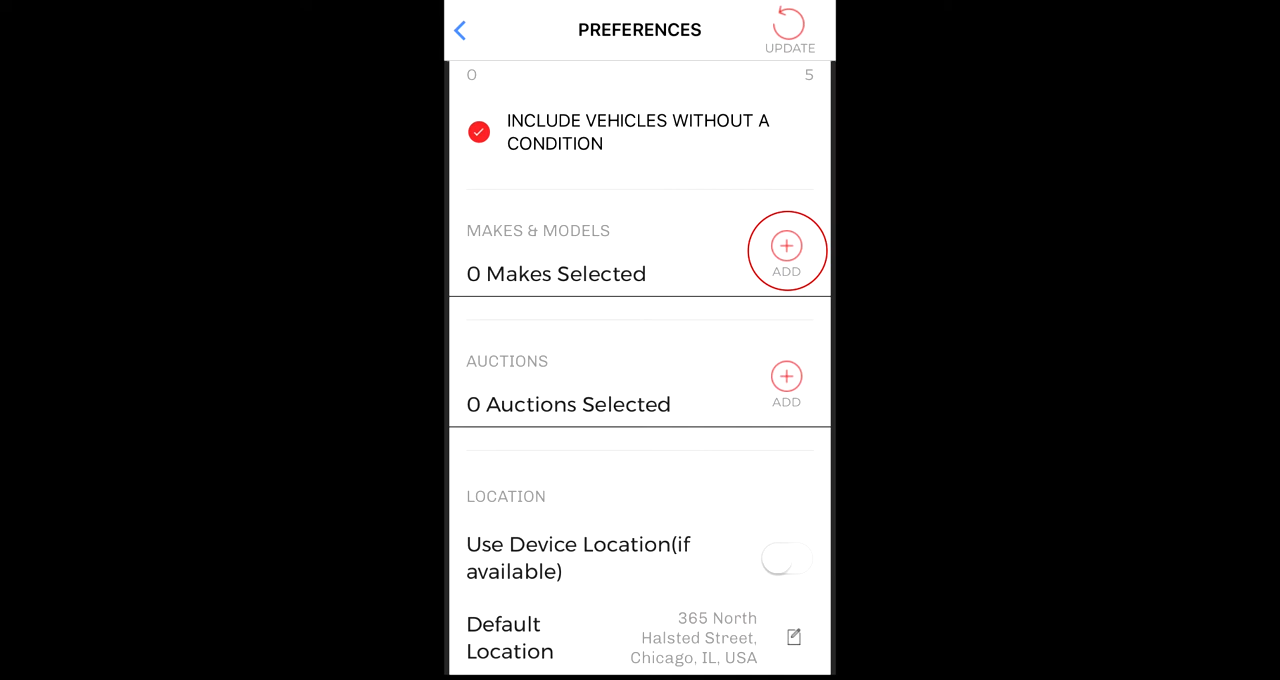 PREFERENCES
UPDATE
0 5
INCLUDE VEHICLES WITHOUT A
CONDITION
MAKES & MODELS
0 Makes Selected
ADD
AUCTIONS
0 Auctions Selected
ADD
LOCATION
Use Device Location(if
available)
Default
Location
365 North
Halsted Street,
Chicago, IL, USA